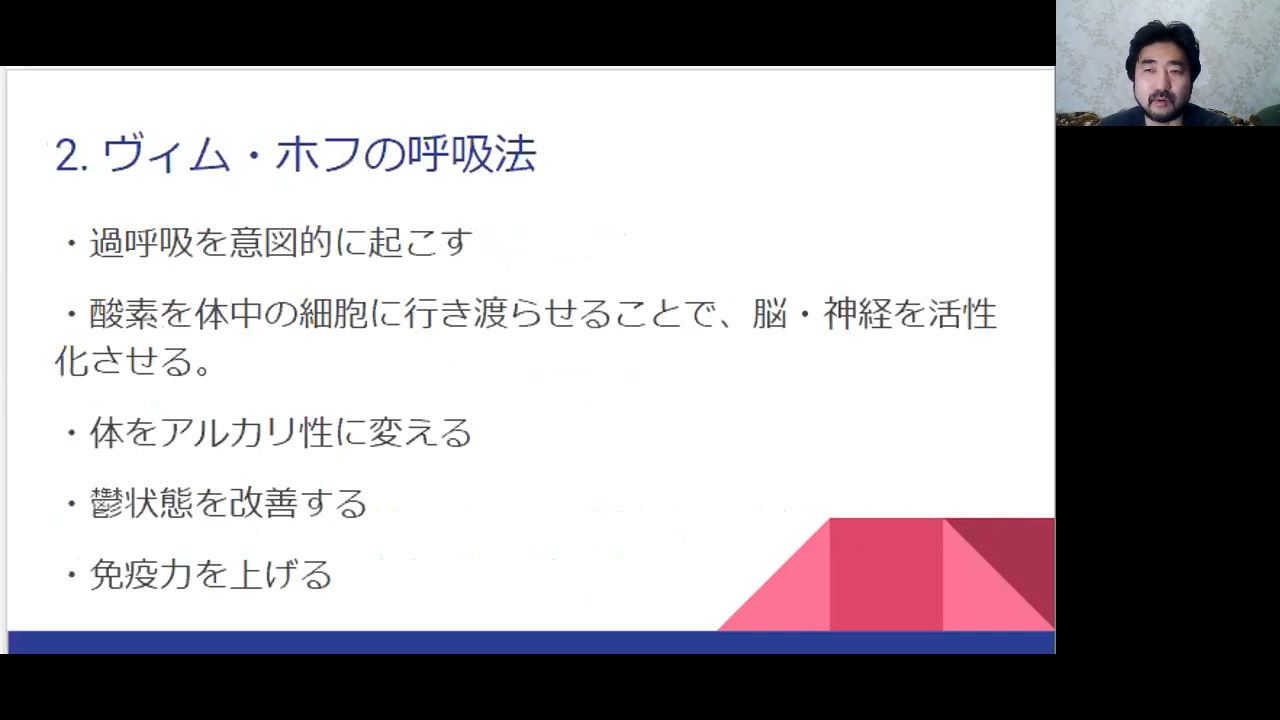 2. ヴィム・ホフの呼吸法
・過呼吸を意図的に起こす
・酸素を体中の細胞に行き渡らせることで、脳・神経を活性
化させる。
・体をアルカリ性に変える
・鬱状態を改善する
・免疫力を上げる